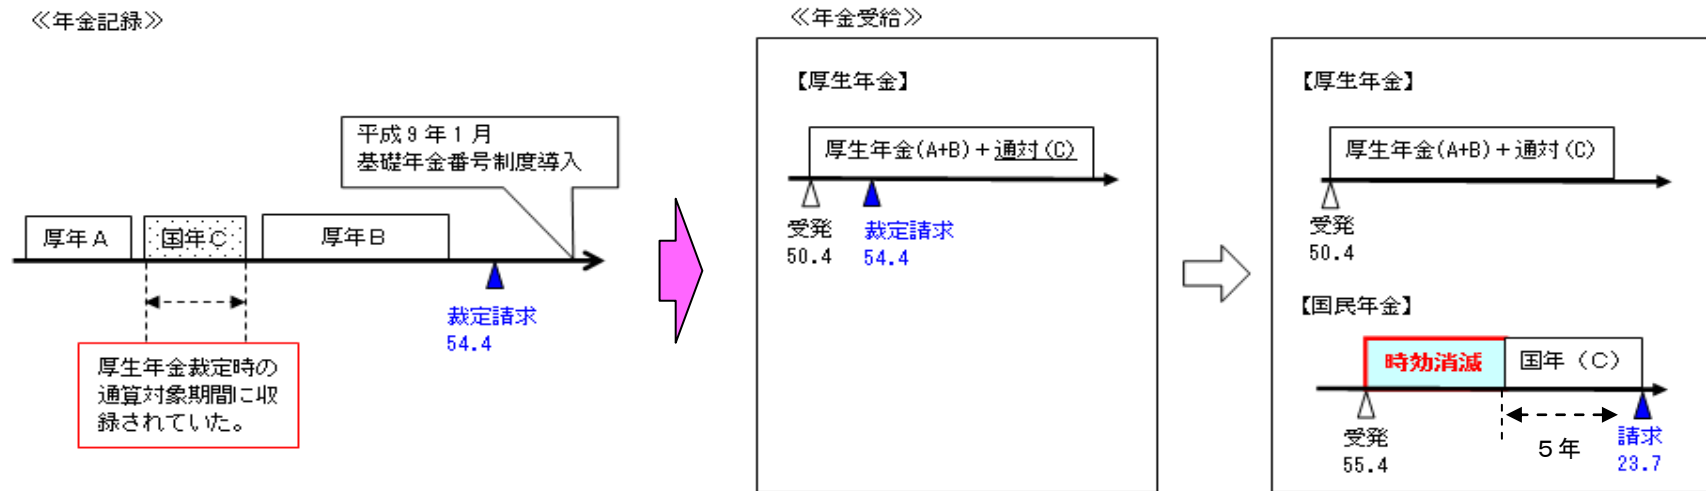 ≪年金記録≫
平成9年1月
基礎年金番号制度導入
厚年A
国年C
厚年B
裁定請求
54.4
厚生年金裁定時の
通算対象期間に収
録されていた。
≪年金受給≫
【厚生年金】
厚生年金(A+B)+通対(C)
受発
50.4
裁定請求
54.4
【厚生年金】
厚生年金(A+B)+通対(C)
受発
50.4
【国民年金】
時効消滅
国年(C)
受発
55.4
5年
請求
23.7